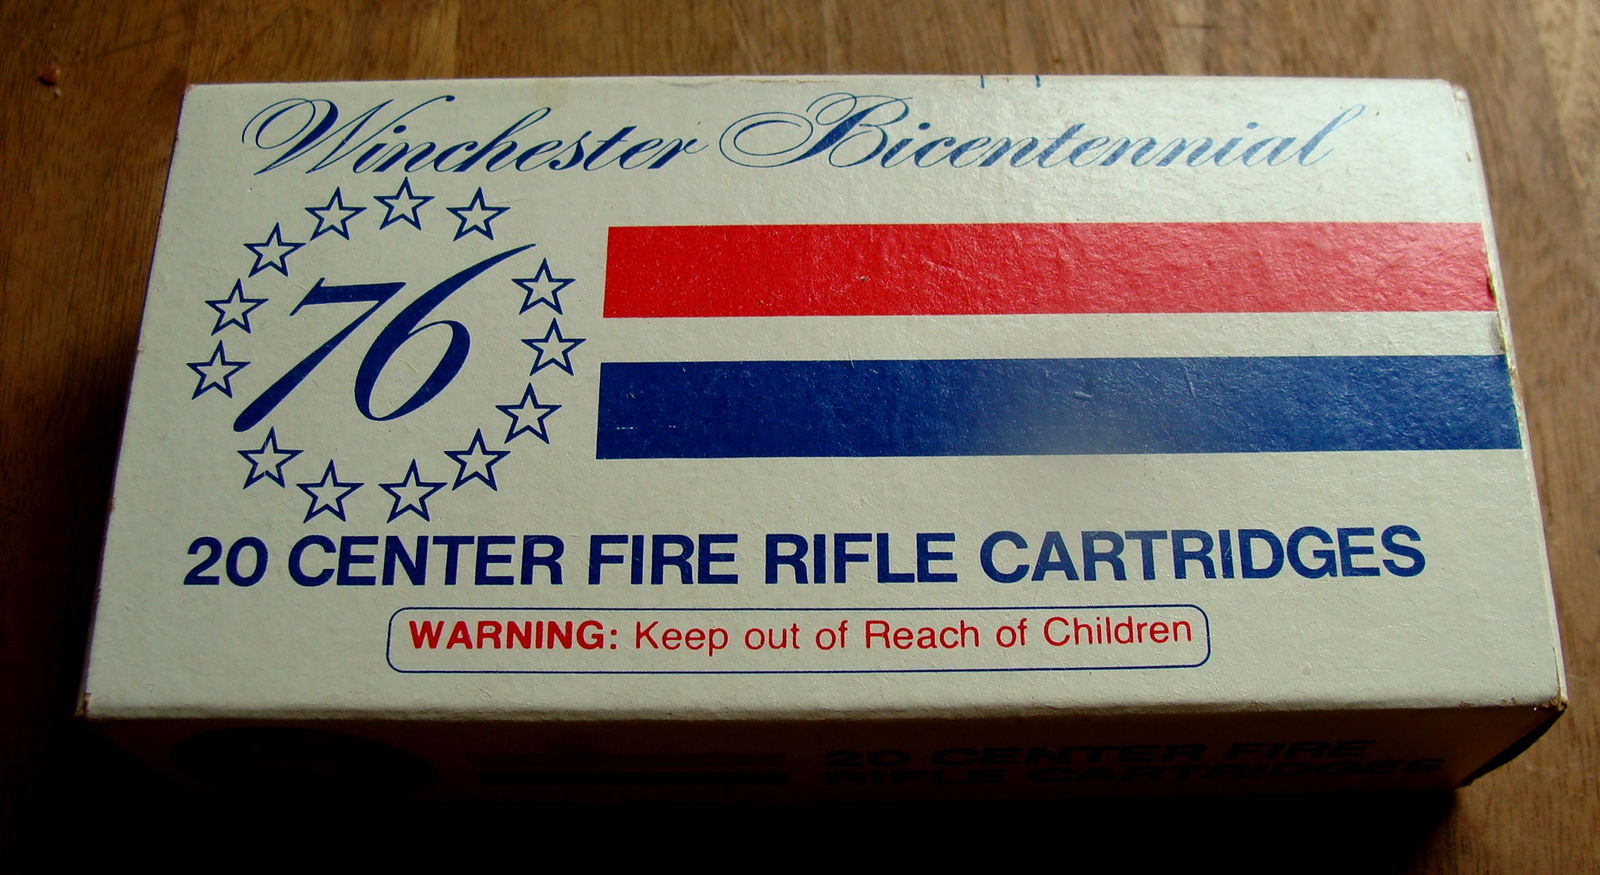 Winchester Bicentennial
76
20 CENTER FIRE RIFLE CARTRIDGES
WARNING: Keep out of Reach of Children
20 CENTER FIRE
RIFLE CARTRIDGES